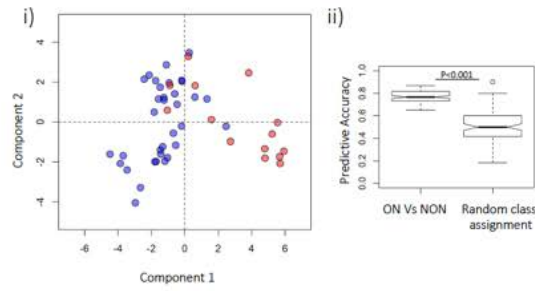 i)
4
2
0
-2
-4
Component 2
-6
-4
-2
0
2
4
6
Component 1
ii)
P<0.001
1.0
0.8
0.6
0.4
0.2
0.0
Predictive Accuracy
ON Vs NON
Random class
assignment